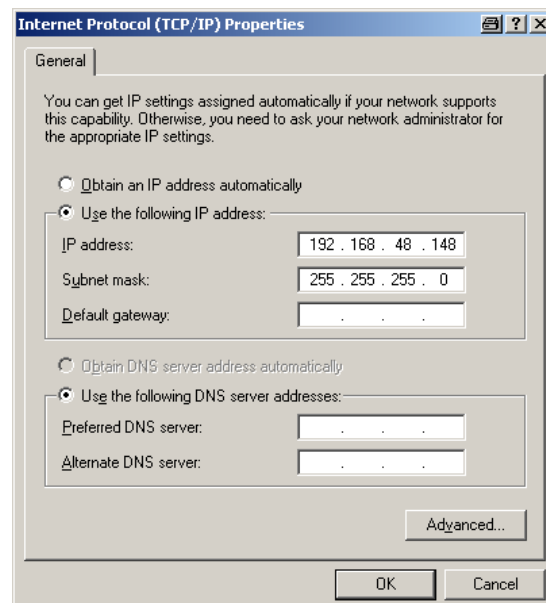 Internet Protocol (TCP/IP) Properties
General
You can get IP settings assigned automatically if your network supports
this capability. Otherwise, you need to ask your network administrator for
the appropriate IP settings.
Obtain an IP address automatically
Use the following IP address:
IP address: 192 . 168 . 48 . 148
Subnet mask: 255 . 255 . 255 . 0
Default gateway: . . .
Obtain DNS server address automatically
Use the following DNS server addresses:
Preferred DNS server: . . .
Alternate DNS server: . . .
Advanced...
OK Cancel